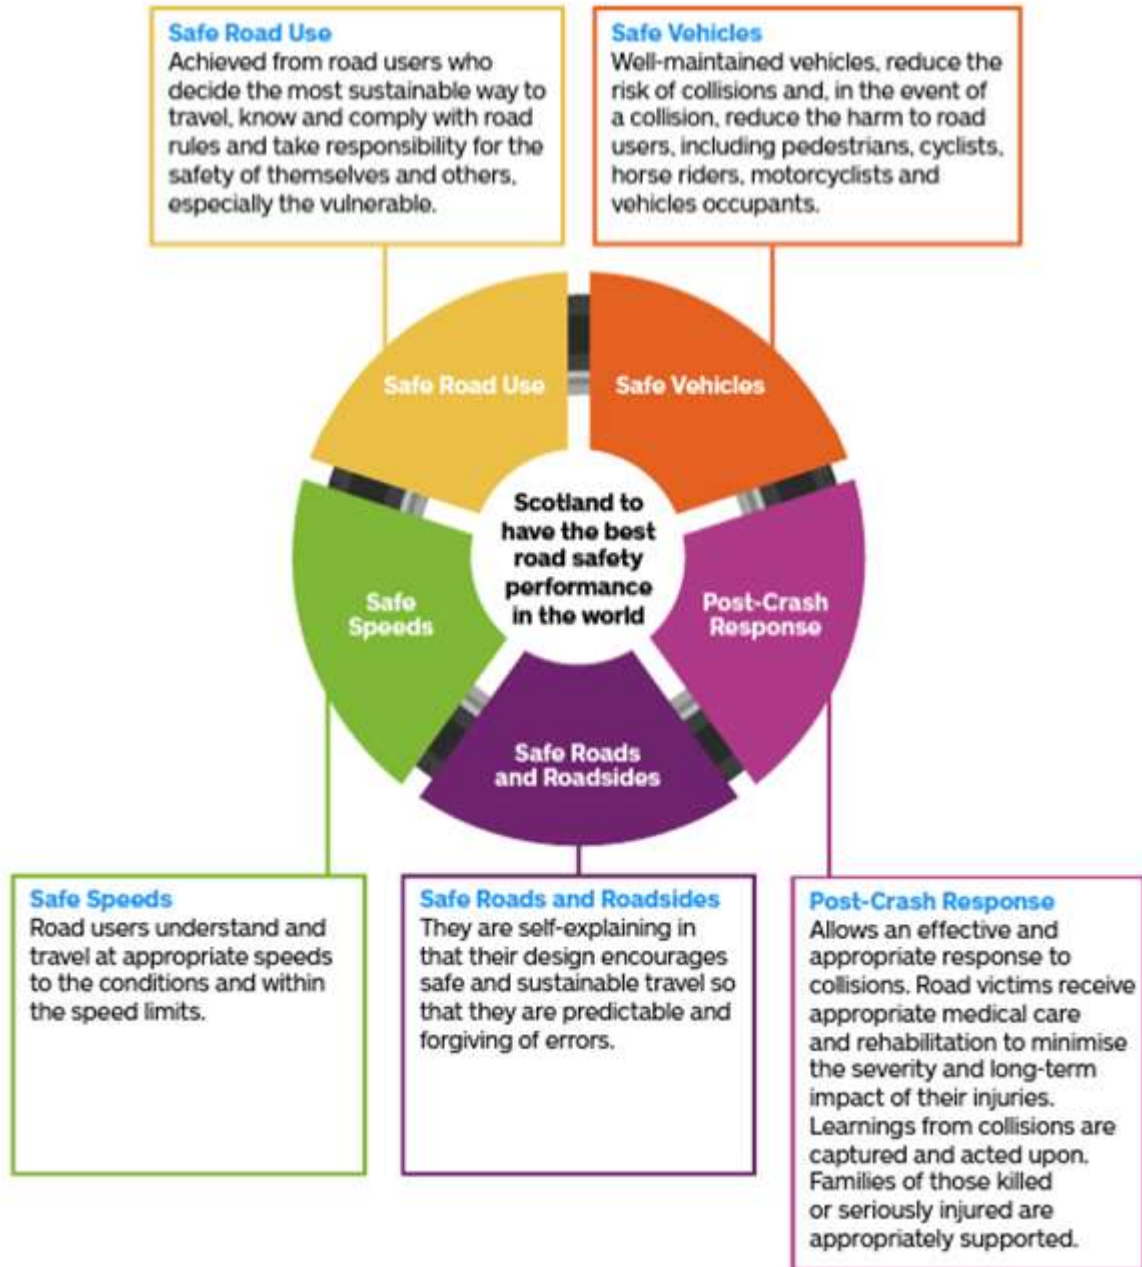 Safe Road Use
Achieved from road users who
decide the most sustainable way to
travel, know and comply with road
rules and take responsibility for the
safety of themselves and others,
especially the vulnerable.
Safe Vehicles
Well-maintained vehicles, reduce the
risk of collisions and, in the event of
a collision, reduce the harm to road
users, including pedestrians, cyclists,
horse riders, motorcyclists and
vehicles occupants.
Safe Road Use
Safe Vehicles
Scotland to
have the best
road safety
performance
in the world
Safe
Speeds
Post-Crash
Response
Safe Roads
and Roadsides
Safe Speeds
Road users understand and
travel at appropriate speeds
to the conditions and within
the speed limits.
Safe Roads and Roadsides
They are self-explaining in
that their design encourages
safe and sustainable travel so
that they are predictable and
forgiving of errors.
Post-Crash Response
Allows an effective and
appropriate response to
collisions. Road victims receive
appropriate medical care
and rehabilitation to minimise
the severity and long-term
impact of their injuries.
Learnings from collisions are
captured and acted upon.
Families of those killed
or seriously injured are
appropriately supported.